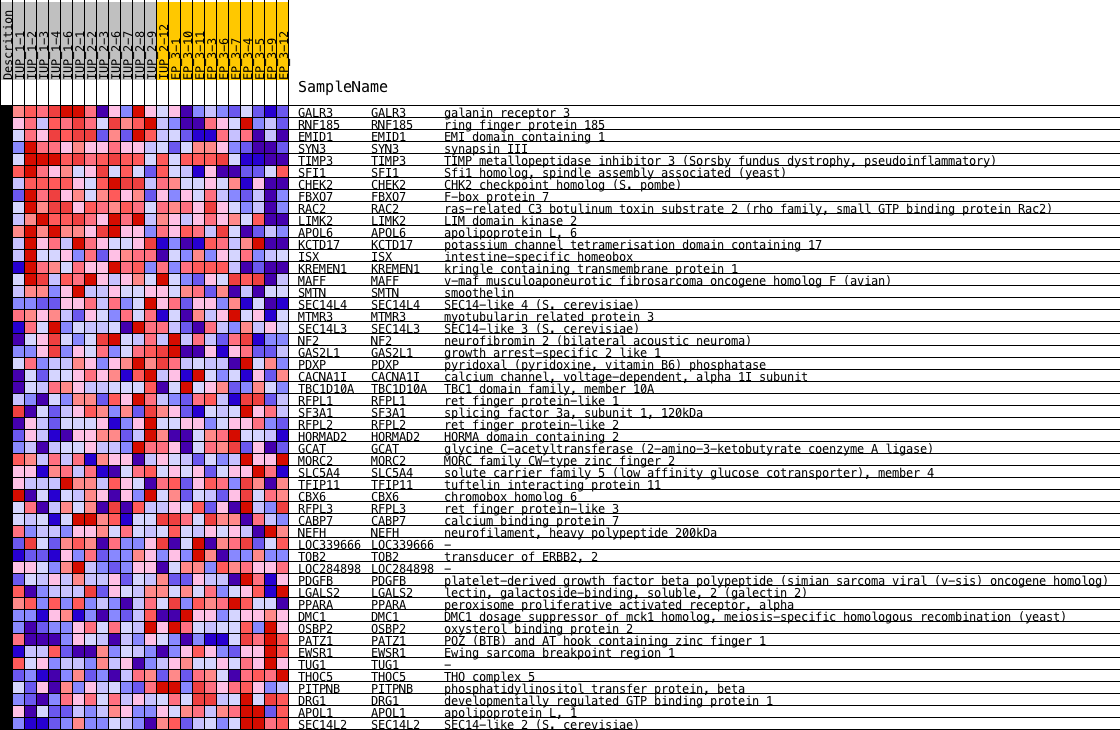 Descrition
IUP_1-1
IUP_1-2
IUP_1-3
IUP_1-4
IUP_1-6
IUP_2-1
IUP_2-2
IUP_2-3
IUP_2-6
IUP_2-7
IUP_2-8
IUP_2-9
IUP_2-12
EP_3-1
EP_3-10
EP_3-11
EP_3-3
EP_3-6
EP_3-7
EP_3-4
EP_3-5
EP_3-9
EP_3-12
SampleName
GALR3 GALR3 galanin receptor 3
RNF185 RNF185 ring finger protein 185
EMID1 EMID1 EMI domain containing 1
SYN3 SYN3 synapsin III
TIMP3 TIMP3 TIMP metallopeptidase inhibitor 3 (Sorsby fundus dystrophy, pseudoinflammatory)
SFI1 SFI1 Sfi1 homolog, spindle assembly associated (yeast)
CHEK2 CHEK2 CHK2 checkpoint homolog (S. pombe)
FBXO7 FBXO7 F-box protein 7
RAC2 RAC2 ras-related C3 botulinum toxin substrate 2 (rho family, small GTP binding protein Rac2)
LIMK2 LIMK2 LIM domain kinase 2
APOL6 APOL6 apolipoprotein L, 6
KCTD17 KCTD17 potassium channel tetramerisation domain containing 17
ISX ISX intestine-specific homeobox
KREMEN1 KREMEN1 kringle containing transmembrane protein 1
MAFF MAFF v-maf musculoaponeurotic fibrosarcoma oncogene homolog F (avian)
SMTN SMTN smoothelin
SEC14L4 SEC14L4 SEC14-like 4 (S. cerevisiae)
MTMR3 MTMR3 myotubularin related protein 3
SEC14L3 SEC14L3 SEC14-like 3 (S. cerevisiae)
NF2 NF2 neurofibromin 2 (bilateral acoustic neuroma)
GAS2L1 GAS2L1 growth arrest-specific 2 like 1
PDXP PDXP pyridoxal (pyridoxine, vitamin B6) phosphatase
CACNA1I CACNA1I calcium channel, voltage-dependent, alpha 1I subunit
TBC1D10A TBC1D10A TBC1 domain family, member 10A
RFPL1 RFPL1 ret finger protein-like 1
SF3A1 SF3A1 splicing factor 3a, subunit 1, 120kDa
RFPL2 RFPL2 ret finger protein-like 2
HORMAD2 HORMAD2 HORMA domain containing 2
GCAT GCAT glycine C-acetyltransferase (2-amino-3-ketobutyrate coenzyme A ligase)
MORC2 MORC2 MORC family CW-type zinc finger 2
SLC5A4 SLC5A4 solute carrier family 5 (low affinity glucose cotransporter), member 4
TFIP11 TFIP11 tuftelin interacting protein 11
CBX6 CBX6 chromobox homolog 6
RFPL3 RFPL3 ret finger protein-like 3
CABP7 CABP7 calcium binding protein 7
NEFH NEFH neurofilament, heavy polypeptide 200kDa
LOC339666 LOC339666 -
TOB2 TOB2 transducer of ERBB2, 2
LOC284898 LOC284898 -
PDGFB PDGFB platelet-derived growth factor beta polypeptide (simian sarcoma viral (v-sis) oncogene homolog)
LGALS2 LGALS2 lectin, galactoside-binding, soluble, 2 (galectin 2)
PPARA PPARA peroxisome proliferative activated receptor, alpha
DMC1 DMC1 DMC1 dosage suppressor of mck1 homolog, meiosis-specific homologous recombination (yeast)
OSBP2 OSBP2 oxysterol binding protein 2
PATZ1 PATZ1 POZ (BTB) and AT hook containing zinc finger 1
EWSR1 EWSR1 Ewing sarcoma breakpoint region 1
TUG1 TUG1 -
THOC5 THOC5 THO complex 5
PITPNB PITPNB phosphatidylinositol transfer protein, beta
DRG1 DRG1 developmentally regulated GTP binding protein 1
APOL1 APOL1 apolipoprotein L, 1
SEC14L2 SEC14L2 SEC14-like 2 (S. cerevisiae)